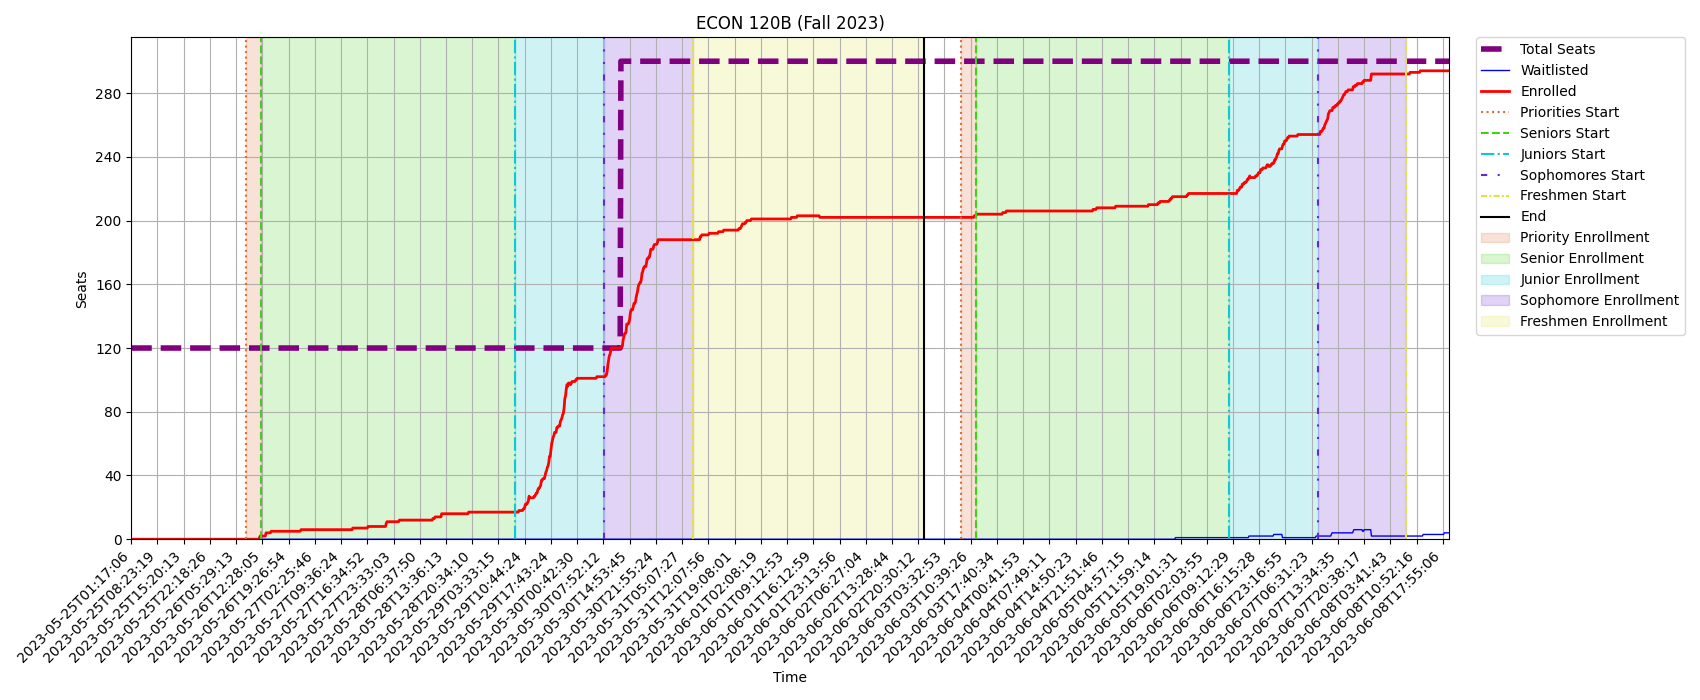 ECON 120B (Fall 2023)
Seats
280
240
200
160
120
80
40
0
2023-05-25T01:17:06
2023-05-25T08:23:19
2023-05-25T15:20:13
2023-05-25T22:18:26
2023-05-26T05:29:13
2023-05-26T12:28:05
2023-05-26T19:26:54
2023-05-27T02:25:46
2023-05-27T09:36:24
2023-05-27T16:34:52
2023-05-27T23:33:03
2023-05-28T06:37:50
2023-05-28T13:36:13
2023-05-28T20:34:10
2023-05-29T03:33:15
2023-05-29T10:44:24
2023-05-29T17:43:24
2023-05-30T00:42:30
2023-05-30T07:52:12
2023-05-30T14:53:45
2023-05-30T21:55:24
2023-05-31T05:07:27
2023-05-31T12:07:56
2023-05-31T19:08:01
2023-06-01T02:08:19
2023-06-01T09:12:53
2023-06-01T16:12:59
2023-06-01T23:13:56
2023-06-02T06:27:04
2023-06-02T13:28:44
2023-06-02T20:30:12
2023-06-03T03:32:53
2023-06-03T10:39:26
2023-06-03T17:40:34
2023-06-04T00:41:53
2023-06-04T07:49:11
2023-06-04T14:50:23
2023-06-04T21:51:46
2023-06-05T04:57:15
2023-06-05T11:59:14
2023-06-05T19:01:31
2023-06-06T02:03:55
2023-06-06T09:12:29
2023-06-06T16:15:28
2023-06-06T23:16:55
2023-06-07T06:31:23
2023-06-07T13:34:35
2023-06-07T20:38:17
2023-06-08T03:41:43
2023-06-08T10:52:16
2023-06-08T17:55:06
Time
Total Seats
Waitlisted
Enrolled
Priorities Start
Seniors Start
Juniors Start
Sophomores Start
Freshmen Start
End
Priority Enrollment
Senior Enrollment
Junior Enrollment
Sophomore Enrollment
Freshmen Enrollment